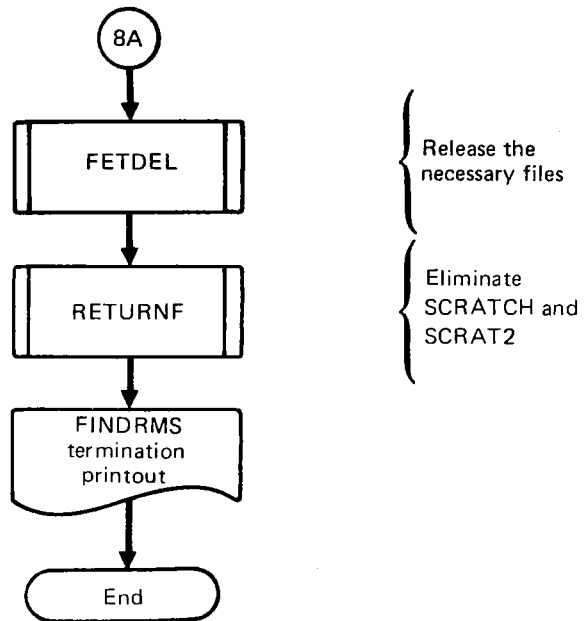 8A
FETDEL
Release the
necessary files
RETURNF
Eliminate
SCRATCH and
SCRAT2
FINDRMS
termination
printout
End